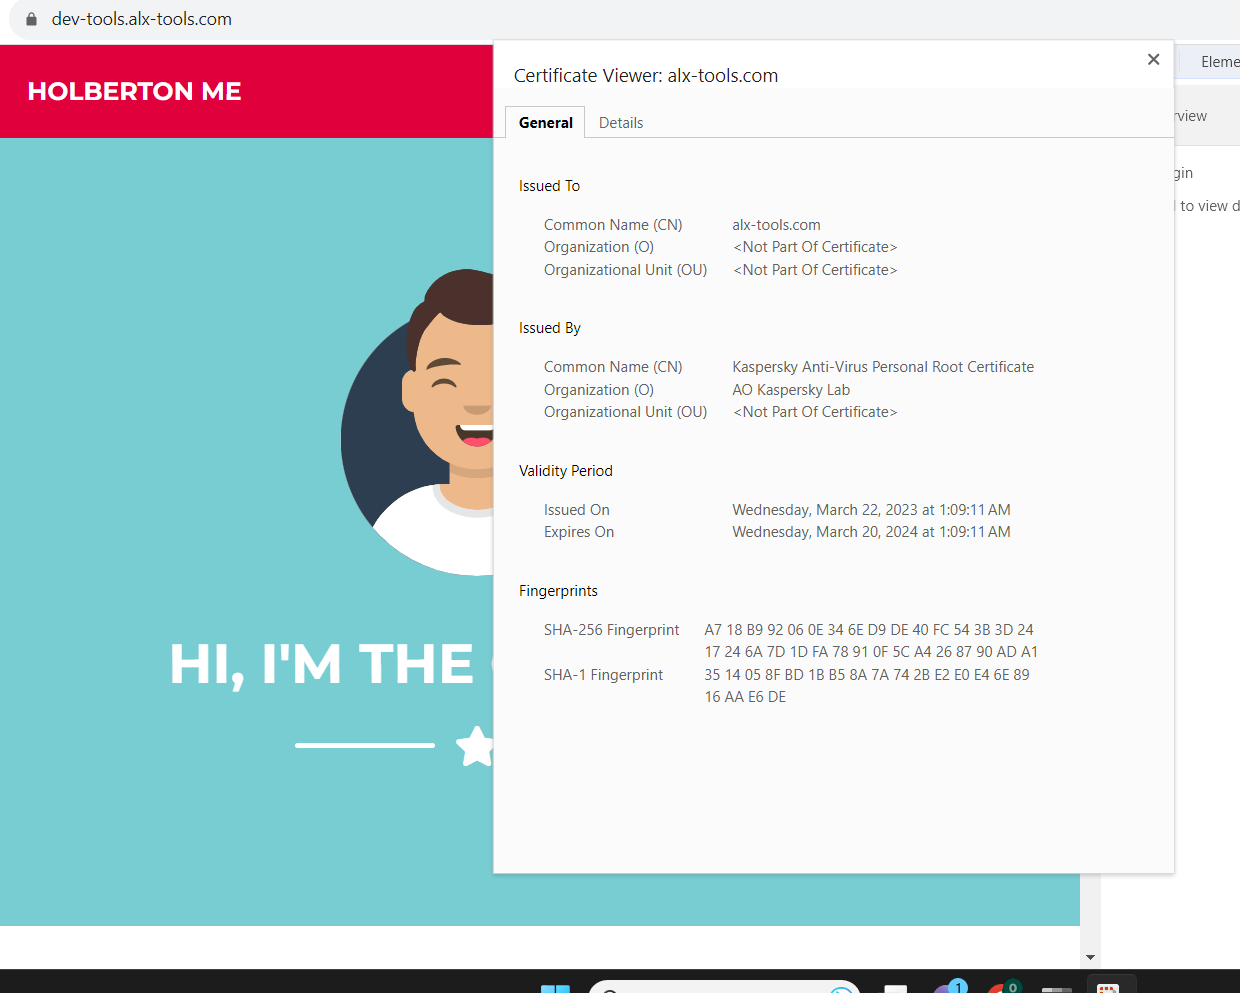 dev-tools.alx-tools.com
HOLBERTON ME
HI, I'M THE
Certificate Viewer: alx-tools.com
General Details
Issued To
Common Name (CN) alx-tools.com
Organization (O) <Not Part Of Certificate>
Organizational Unit (OU) <Not Part Of Certificate>
Issued By
Common Name (CN) Kaspersky Anti-Virus Personal Root Certificate
Organization (O) AO Kaspersky Lab
Organizational Unit (OU) <Not Part Of Certificate>
Validity Period
Issued On Wednesday, March 22, 2023 at 1:09:11 AM
Expires On Wednesday, March 20, 2024 at 1:09:11 AM
Fingerprints
SHA-256 Fingerprint A7 18 B9 92 06 0E 34 6E D9 DE 40 FC 54 3B 3D 24
17 24 6A 7D 1D FA 78 91 0F 5C A4 26 87 90 AD A1
SHA-1 Fingerprint 35 14 05 8F BD 1B B5 8A 7A 74 2B E2 E0 E4 6E 89
16 AA E6 DE
Eleme
rview
gin
to view d
1
0